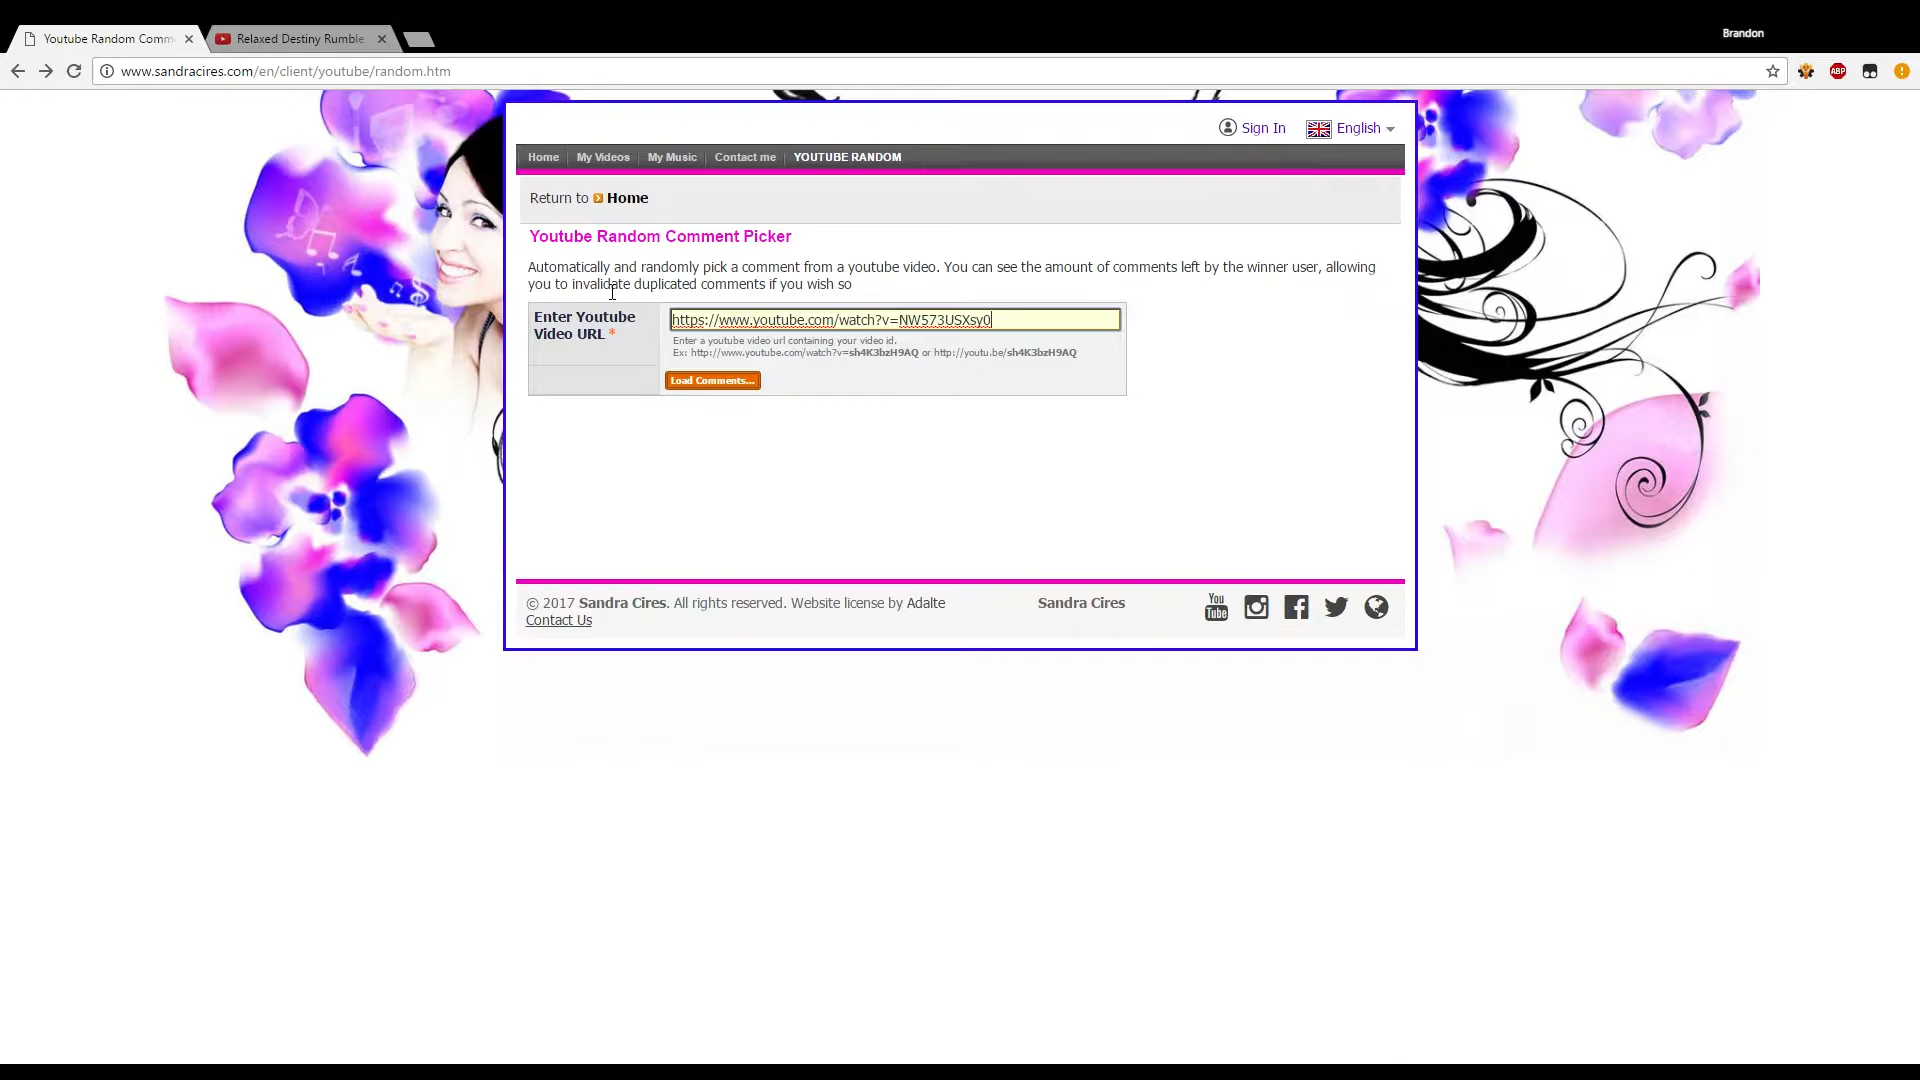 Brandon
Youtube Random Comm
Relaxed Destiny Rumble
www.sandracires.com/en/client/youtube/random.htm
ABP
Sign In
English
Home
My Videos
My Music
Contact me
YOUTUBE RANDOM
Return to Home
Youtube Random Comment Picker
Automatically and randomly pick a comment from a youtube video. You can see the amount of comments left by the winner user, allowing
you to invalidate duplicated comments if you wish so
Enter Youtube
Video URL *
https://www.youtube.com/watch?v=NW573USXsy0
Enter a youtube video url containing your video id.
Ex: http://www.youtube.com/watch?v=sh4K3bzH9AQ or http://youtu.be/sh4K3bzH9AQ
Load Comments...
© 2017 Sandra Cires. All rights reserved. Website license by Adalte
Contact Us
Sandra Cires
You
Tube